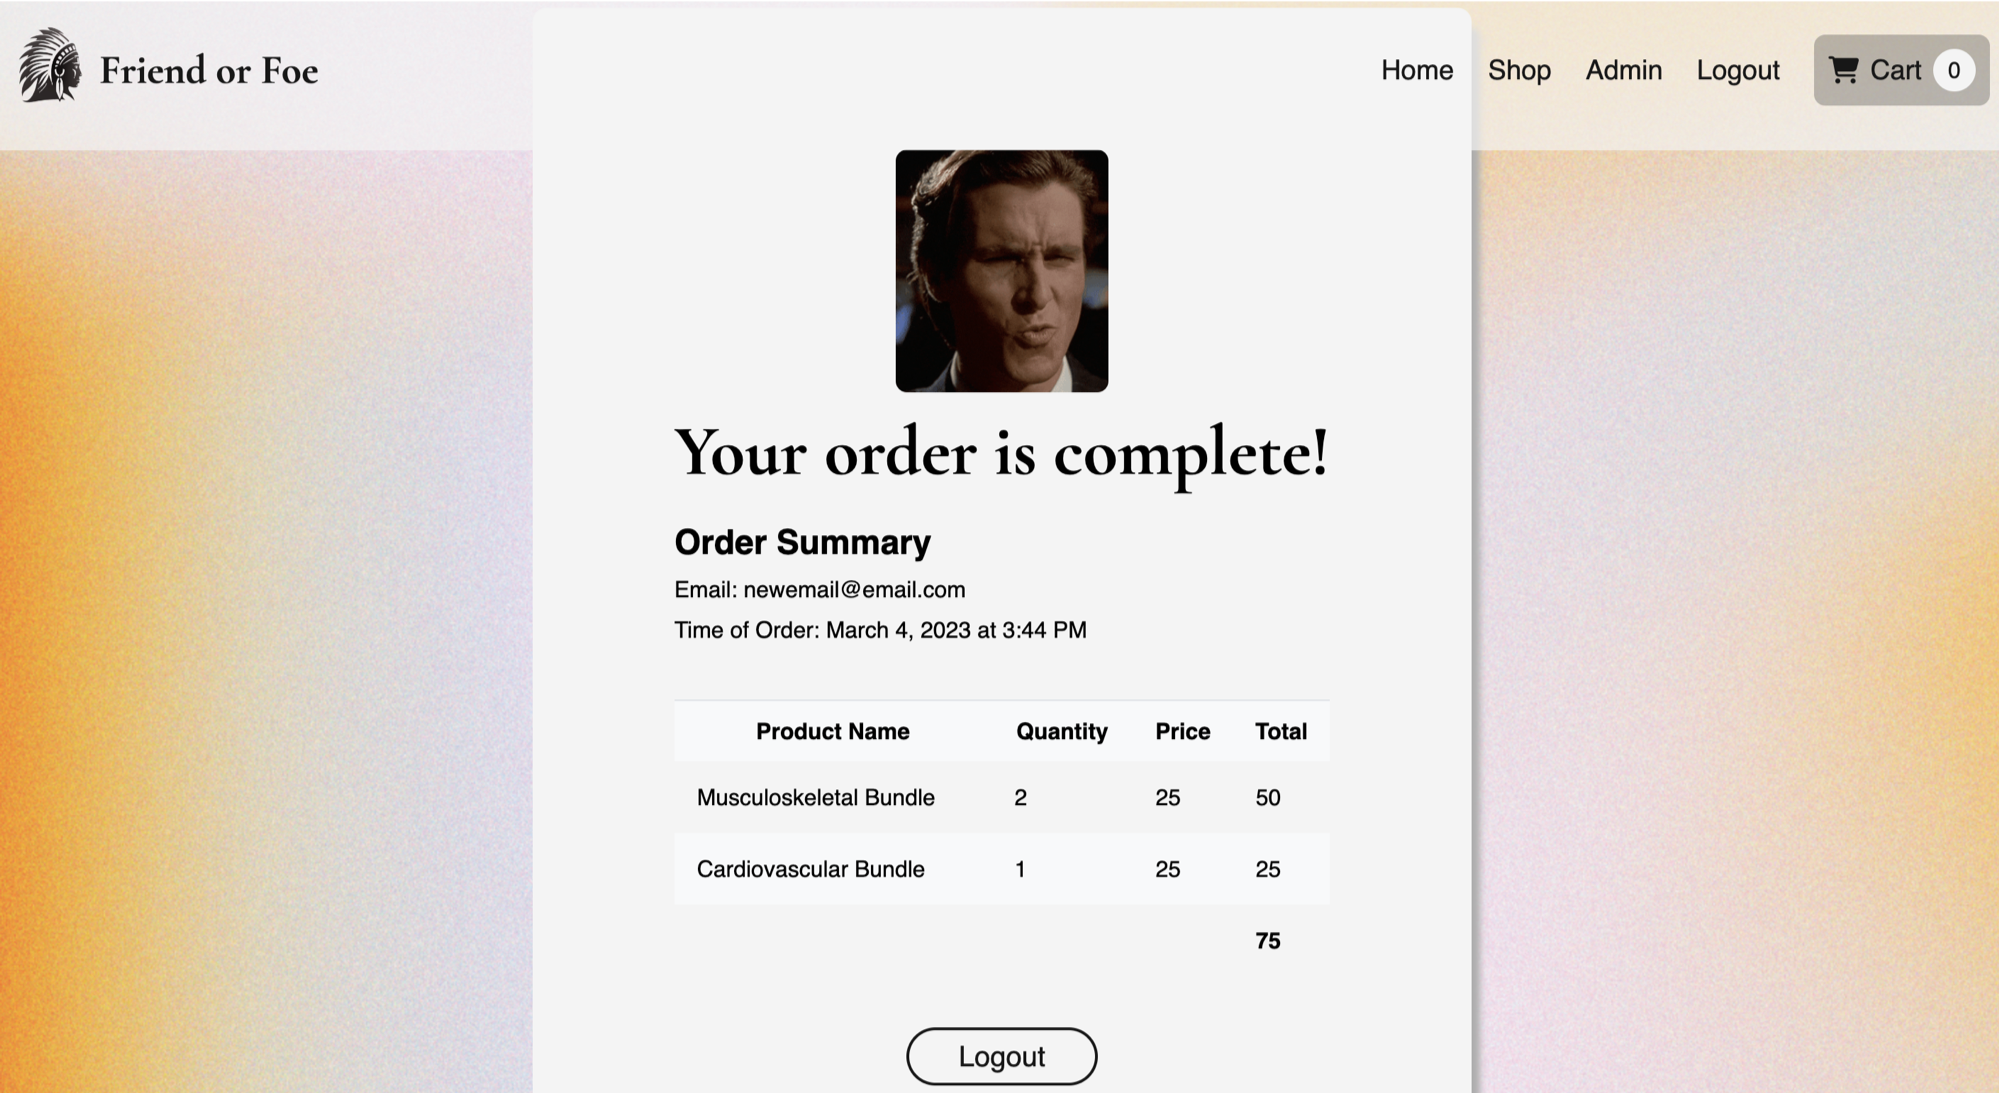 Friend or Foe
Home Shop Admin Logout Cart 0
Your order is complete!
Order Summary
Email: newemail@email.com
Time of Order: March 4, 2023 at 3:44 PM
Product Name Quantity Price Total
Musculoskeletal Bundle 2 25 50
Cardiovascular Bundle 1 25 25
75
Logout